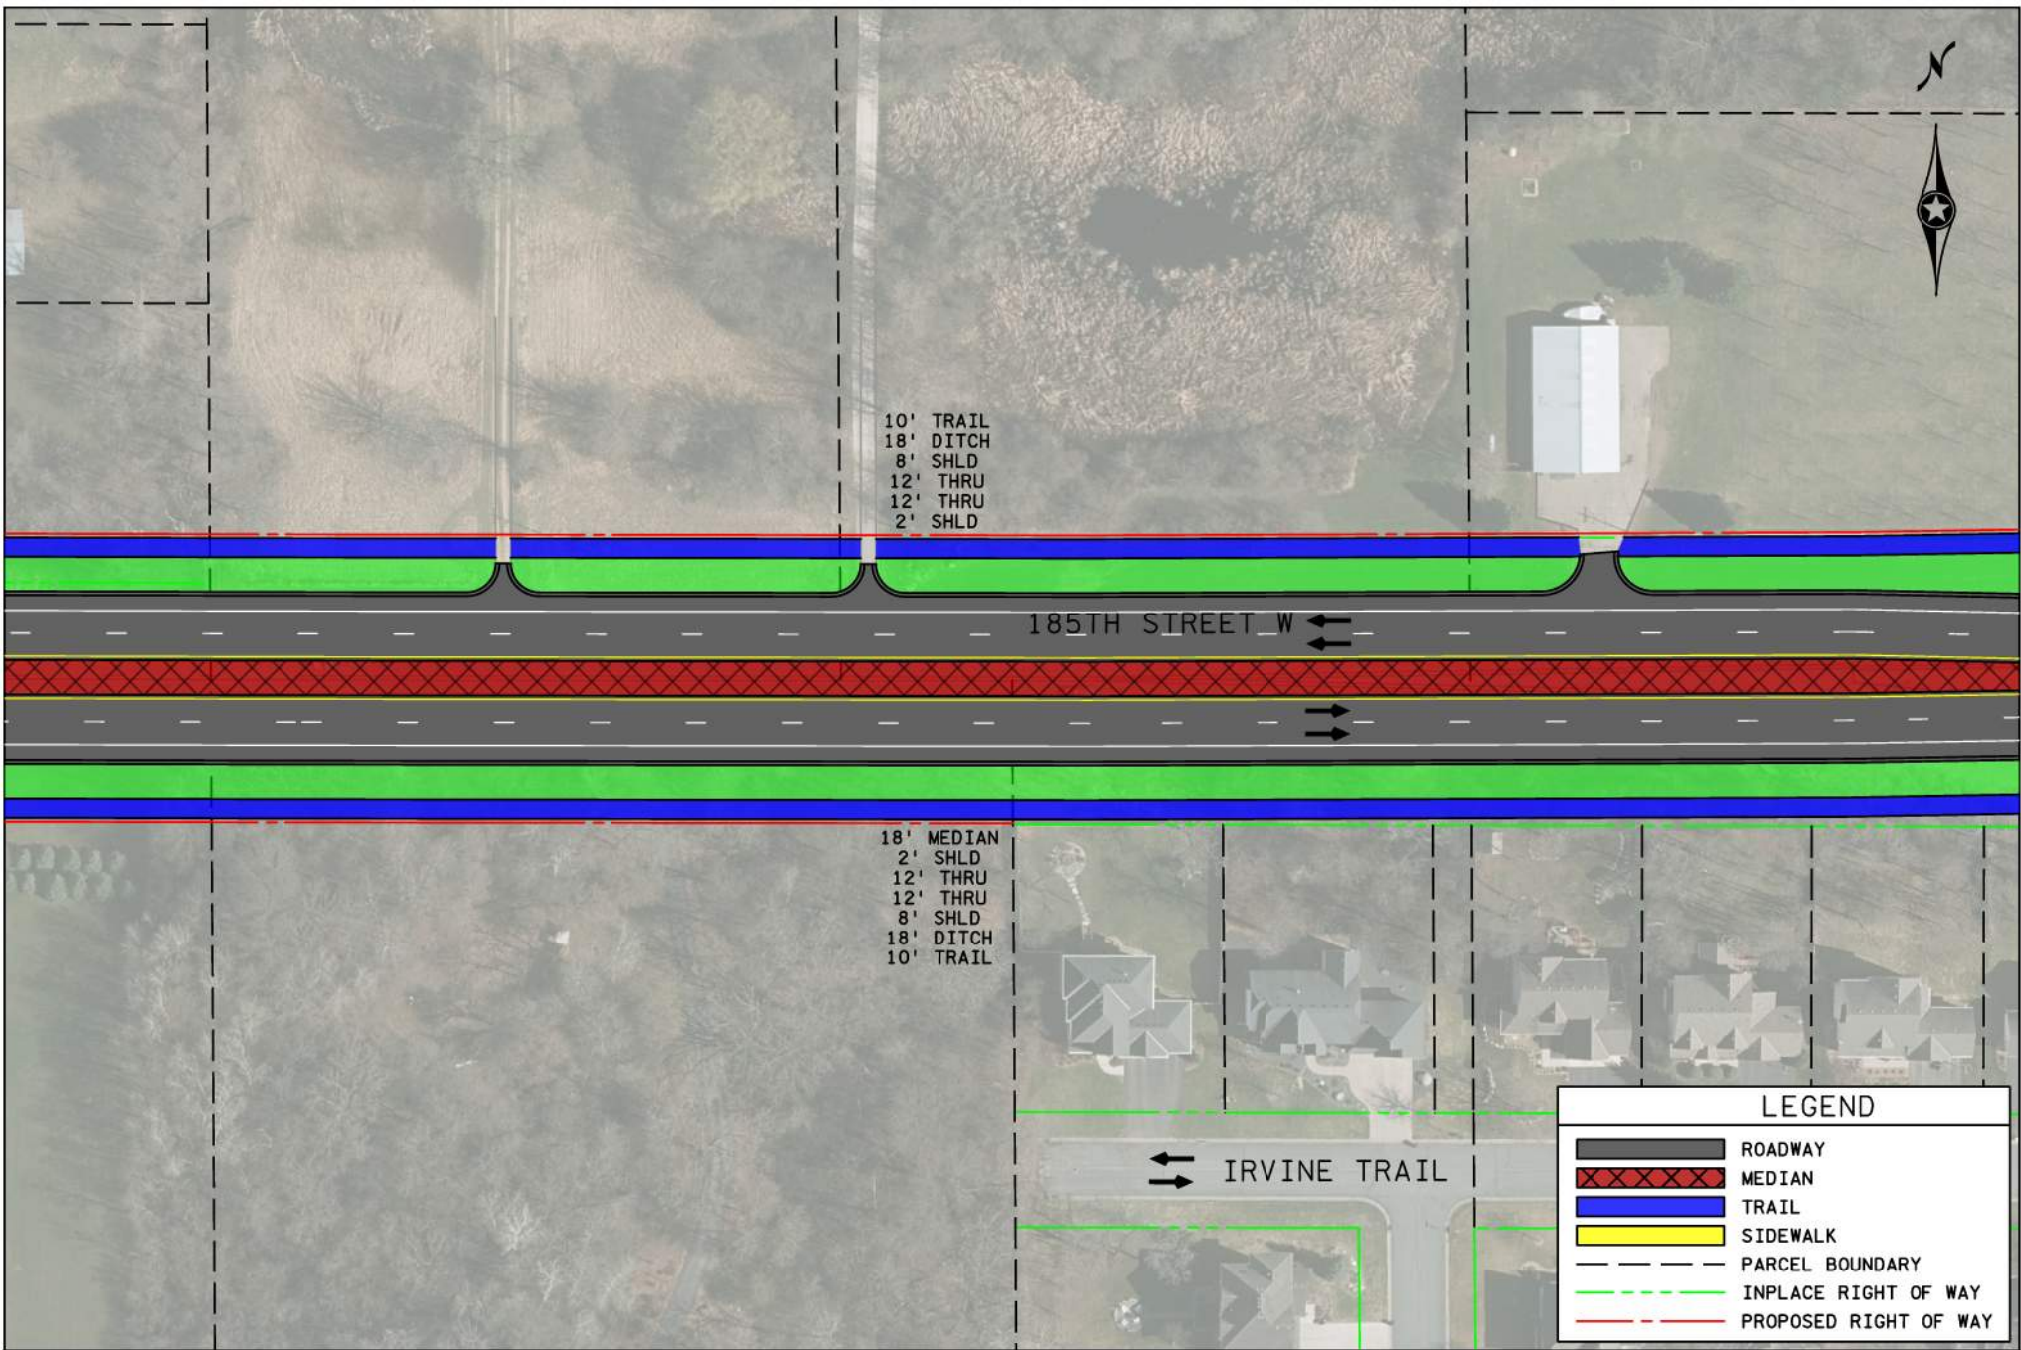 N
10' TRAIL
18' DITCH
8' SHLD
12' THRU
12' THRU
2' SHLD
185TH STREET W
18' MEDIAN
2' SHLD
12' THRU
12' THRU
8' SHLD
18' DITCH
10' TRAIL
IRVINE TRAIL
LEGEND
ROADWAY
MEDIAN
TRAIL
SIDEWALK
PARCEL BOUNDARY
INPLACE RIGHT OF WAY
PROPOSED RIGHT OF WAY